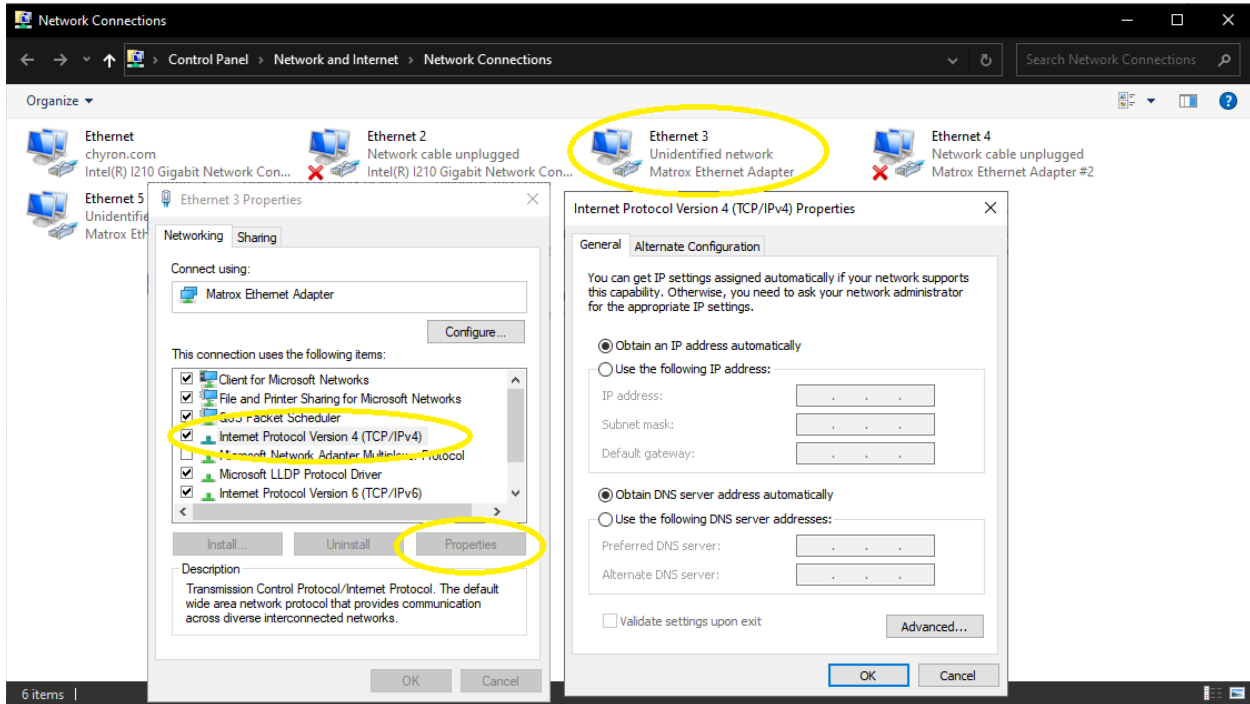 Network Connections
Control Panel > Network and Internet > Network Connections
Search Network Connections
Organize
Ethernet
chyron.com
Intel(R) I210 Gigabit Network Con...
Ethernet 2
Network cable unplugged
Intel(R) I210 Gigabit Network Con...
Ethernet 3
Unidentified network
Matrox Ethernet Adapter
Ethernet 4
Network cable unplugged
Matrox Ethernet Adapter #2
Ethernet 5
Unidentifie
Matrox Eth
Ethernet 3 Properties
Networking
Sharing
Connect using:
Matrox Ethernet Adapter
Configure...
This connection uses the following items:
Client for Microsoft Networks
File and Printer Sharing for Microsoft Networks
QoS Packet Scheduler
Internet Protocol Version 4 (TCP/IPv4)
Microsoft Network Adapter Multiplexor Protocol
Microsoft LLDP Protocol Driver
Internet Protocol Version 6 (TCP/IPv6)
Install...
Uninstall
Properties
Description
Transmission Control Protocol/Internet Protocol. The default
wide area network protocol that provides communication
across diverse interconnected networks.
OK
Cancel
Internet Protocol Version 4 (TCP/IPv4) Properties
General
Alternate Configuration
You can get IP settings assigned automatically if your network supports
this capability. Otherwise, you need to ask your network administrator
for the appropriate IP settings.
Obtain an IP address automatically
Use the following IP address:
IP address:
Subnet mask:
Default gateway:
Obtain DNS server address automatically
Use the following DNS server addresses:
Preferred DNS server:
Alternate DNS server:
Validate settings upon exit
Advanced...
OK
Cancel
6 items